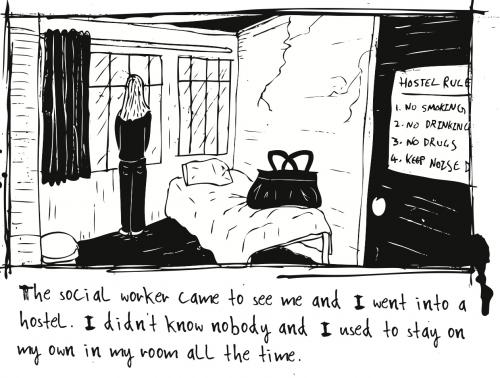 HOSTEL RULE
1. NO SMOKING
2. NO DRINKING
3. NO DRUGS
4. KEEP NOISE D
The social worker came to see me and I went into a
hostel. I didn't know nobody and I used to stay on
my own in my room all the time.